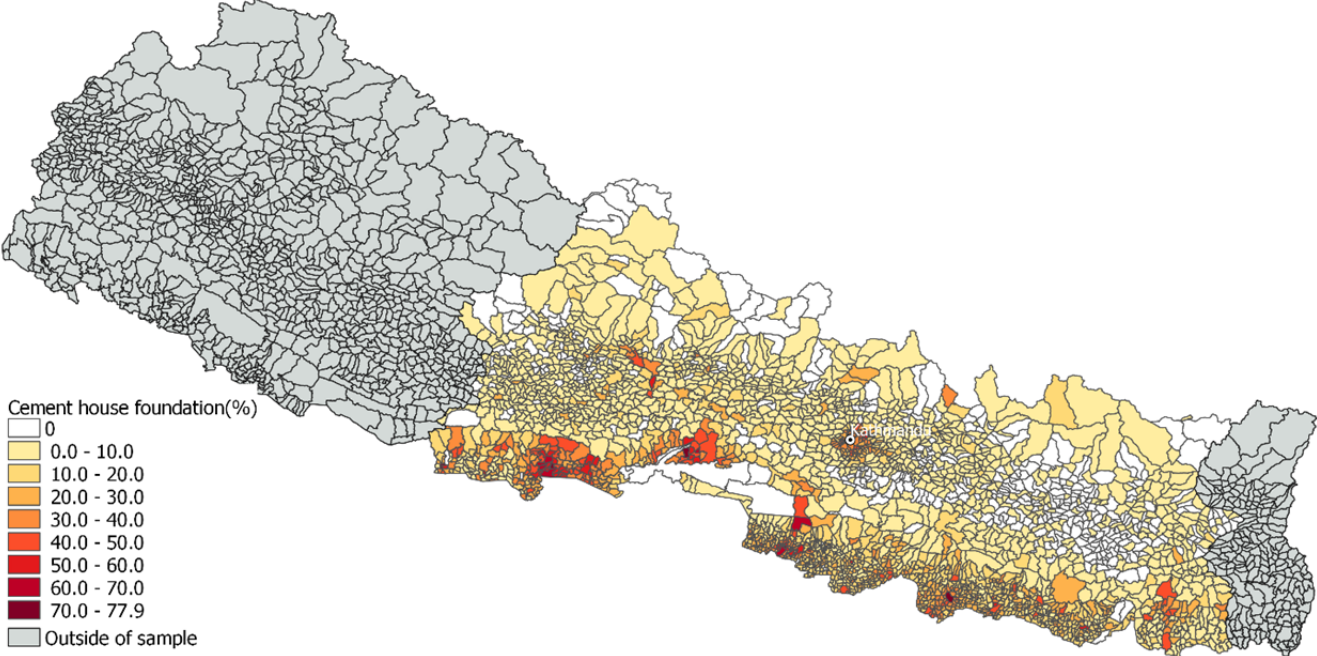 Kathmandu
Cement house foundation(%)
0
0.0 - 10.0
10.0 - 20.0
20.0 - 30.0
30.0 - 40.0
40.0 - 50.0
50.0 - 60.0
60.0 - 70.0
70.0 - 77.9
Outside of sample